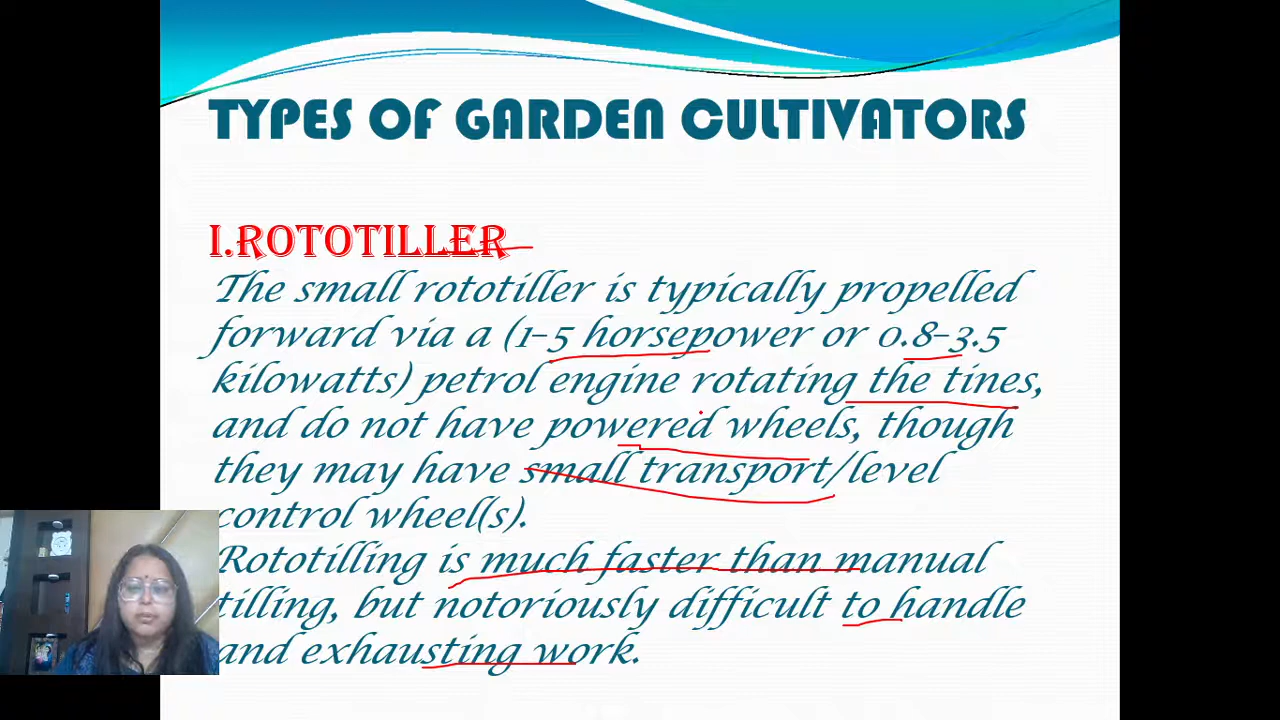 TYPES OF GARDEN CULTIVATORS
I.ROTOTILLER
The small rototiller is typically propelled
forward via a (1–5 horsepower or 0.8–3.5
kilowatts) petrol engine rotating the tines,
and do not have powered wheels, though
they may have small transport/level
control wheel(s).
Rototilling is much faster than manual
tilling, but notoriously difficult to handle
and exhausting work.